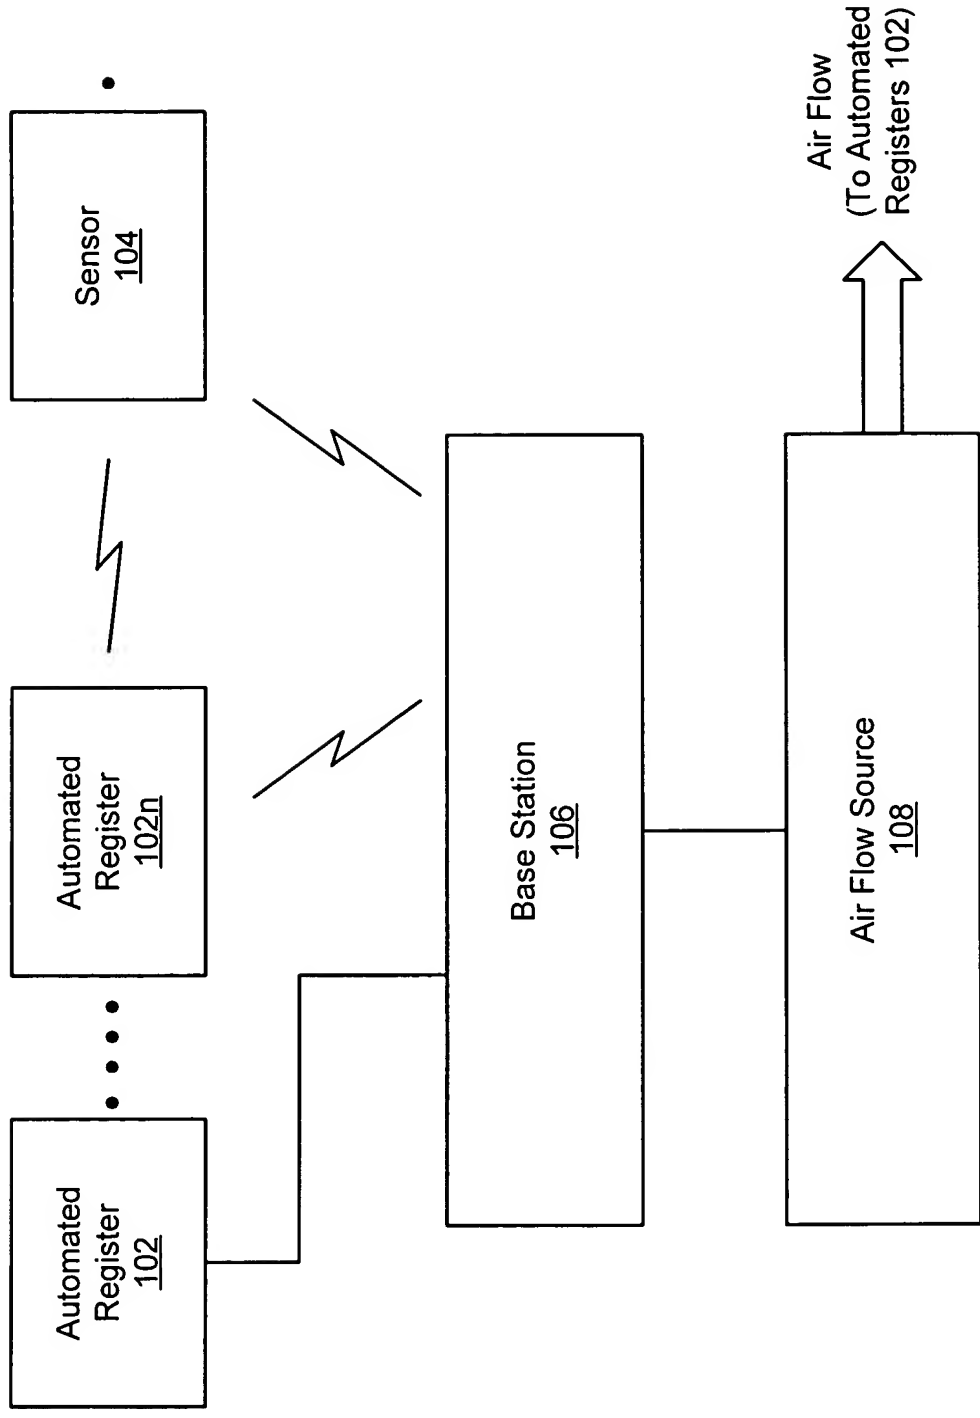 Automated
Register
102
Automated
Register
102n
Sensor
104
Base Station
106
Air Flow Source
108
Air Flow
(To Automated
Registers 102)